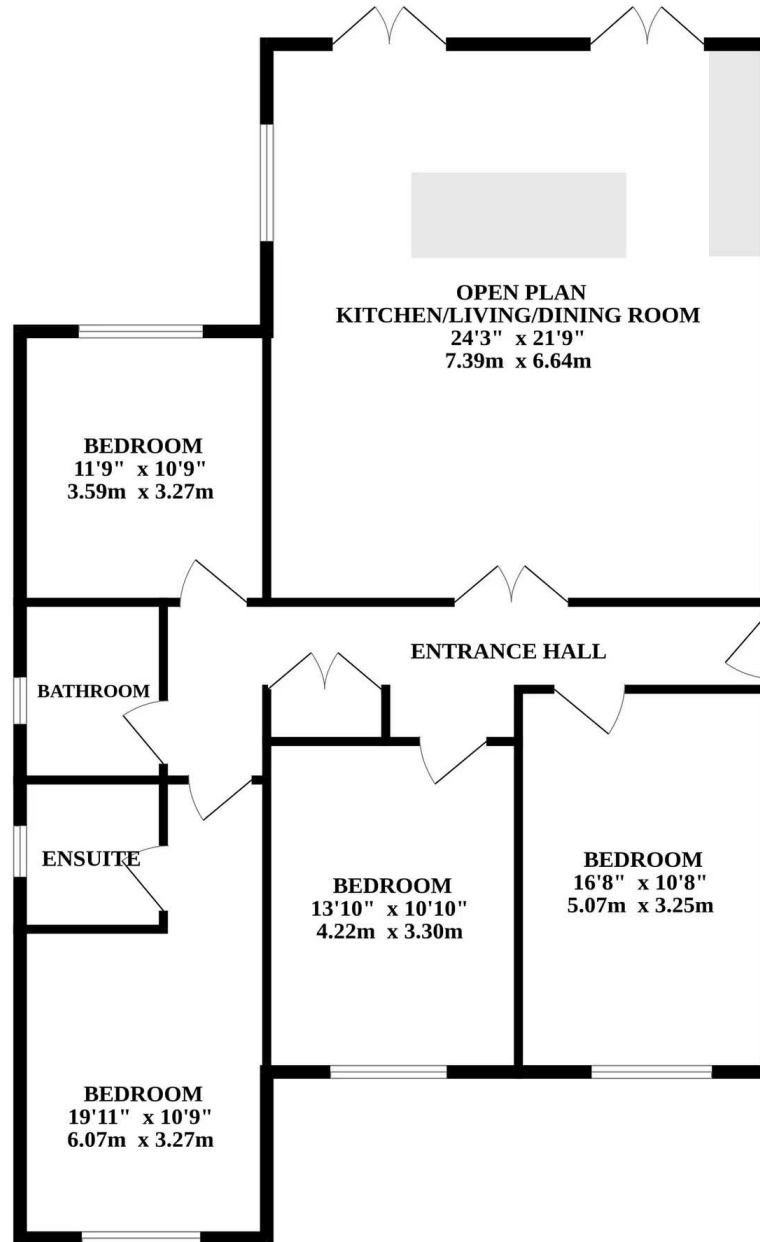 OPEN PLAN
KITCHEN/LIVING/DINING ROOM
24'3" x 21'9"
7.39m x 6.64m
BEDROOM
11'9" x 10'9"
3.59m x 3.27m
ENTRANCE HALL
BATHROOM
ENSUITE
BEDROOM
13'10" x 10'10"
4.22m x 3.30m
BEDROOM
16'8" x 10'8"
5.07m x 3.25m
BEDROOM
19'11" x 10'9"
6.07m x 3.27m